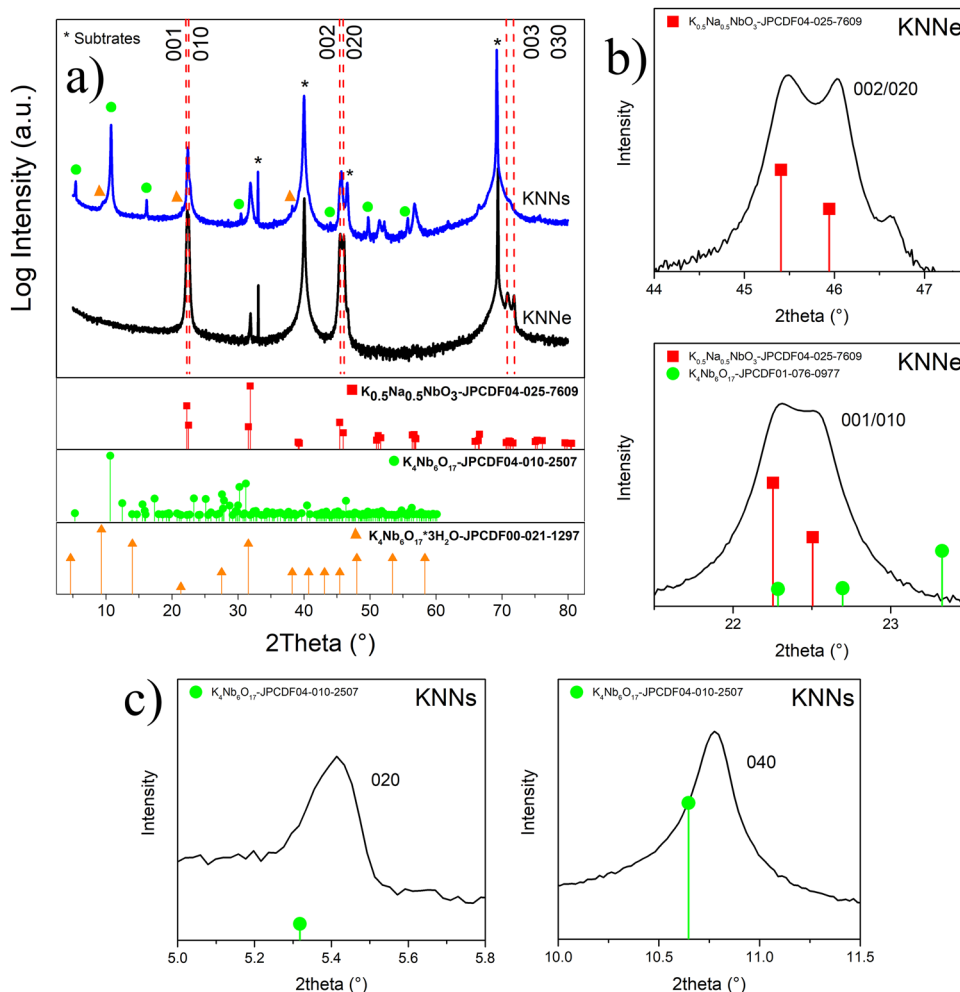 a)
* Subtrates
001
010
002
020
003
030
*
*
*
*
KNNs
KNNe
Log Intensity (a.u.)
K0.5Na0.5NbO3-JPCDF04-025-7609
K4Nb6O17-JPCDF04-010-2507
K4Nb6O17*3H2O-JPCDF00-021-1297
10 20 30 40 50 60 70 80
2Theta (°)
b)
K0.5Na0.5NbO3-JPCDF04-025-7609
KNNe
002/020
Intensity
44 45 46 47
2theta (°)
K0.5Na0.5NbO3-JPCDF04-025-7609
K4Nb6O17-JPCDF01-076-0977
KNNe
001/010
Intensity
22 23
2theta (°)
c)
K4Nb6O17-JPCDF04-010-2507
KNNs
020
Intensity
5.0 5.2 5.4 5.6 5.8
2theta (°)
K4Nb6O17-JPCDF04-010-2507
KNNs
040
Intensity
10.0 10.5 11.0 11.5
2theta (°)